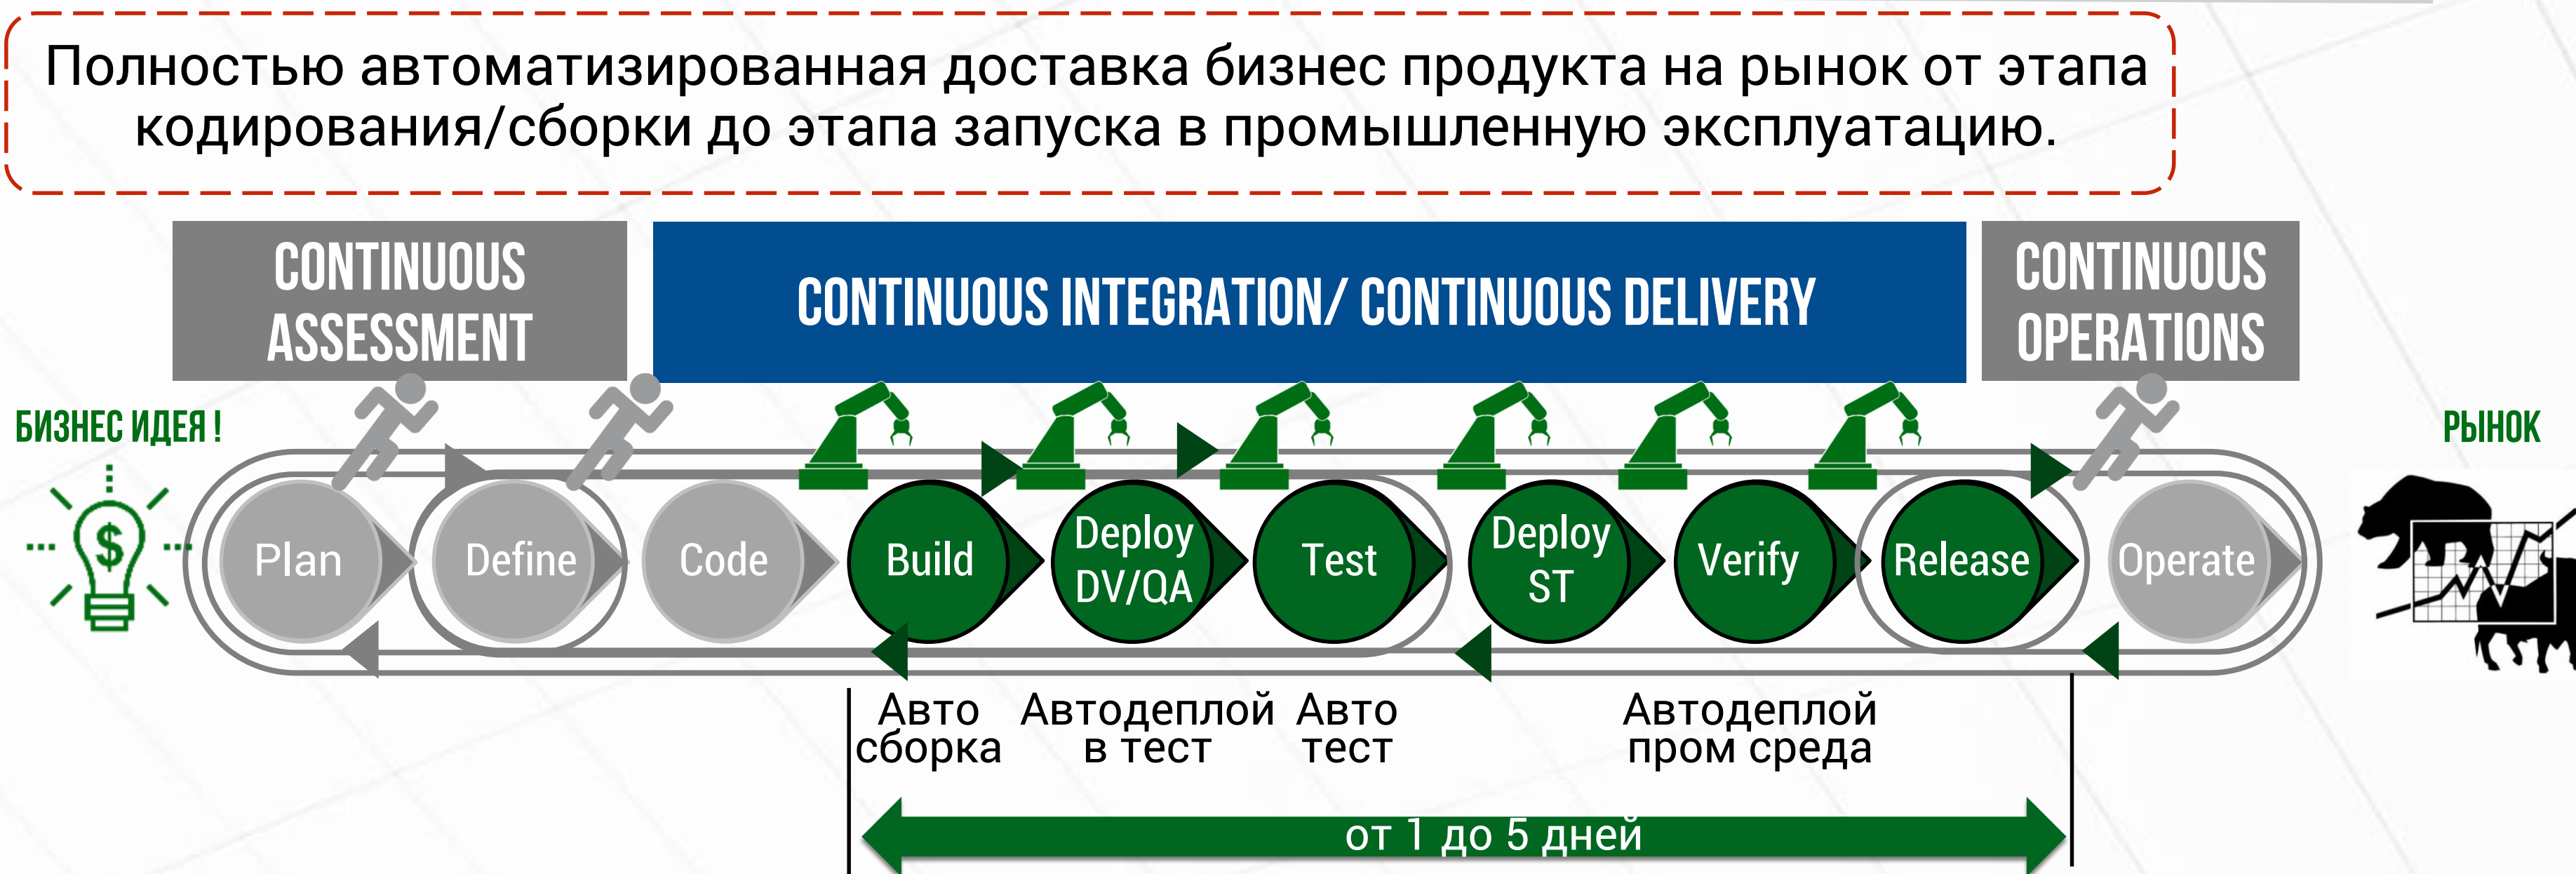 Полностью автоматизированная доставка бизнес продукта на рынок от этапа
кодирования/сборки до этапа запуска в промышленную эксплуатацию.
CONTINUOUS
ASSESSMENT
CONTINUOUS INTEGRATION/ CONTINUOUS DELIVERY
CONTINUOUS
OPERATIONS
БИЗНЕС ИДЕЯ !
РЫНОК
$
Plan
Define
Code
Build
Deploy
DV/QA
Test
Deploy
ST
Verify
Release
Operate
Авто
сборка
Автодеплой
в тест
Авто
тест
Автодеплой
пром среда
от 1 до 5 дней